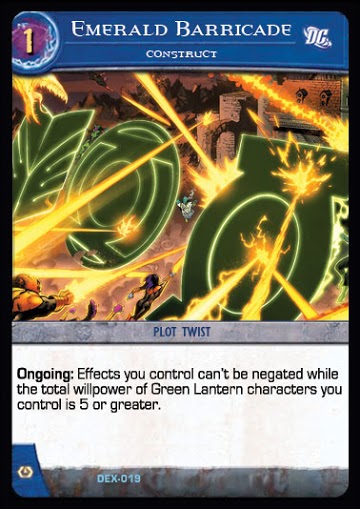 1
EMERALD BARRICADE
CONSTRUCT
DC
PLOT TWIST
Ongoing: Effects you control can't be negated while
the total willpower of Green Lantern characters you
control is 5 or greater.
DEX-019